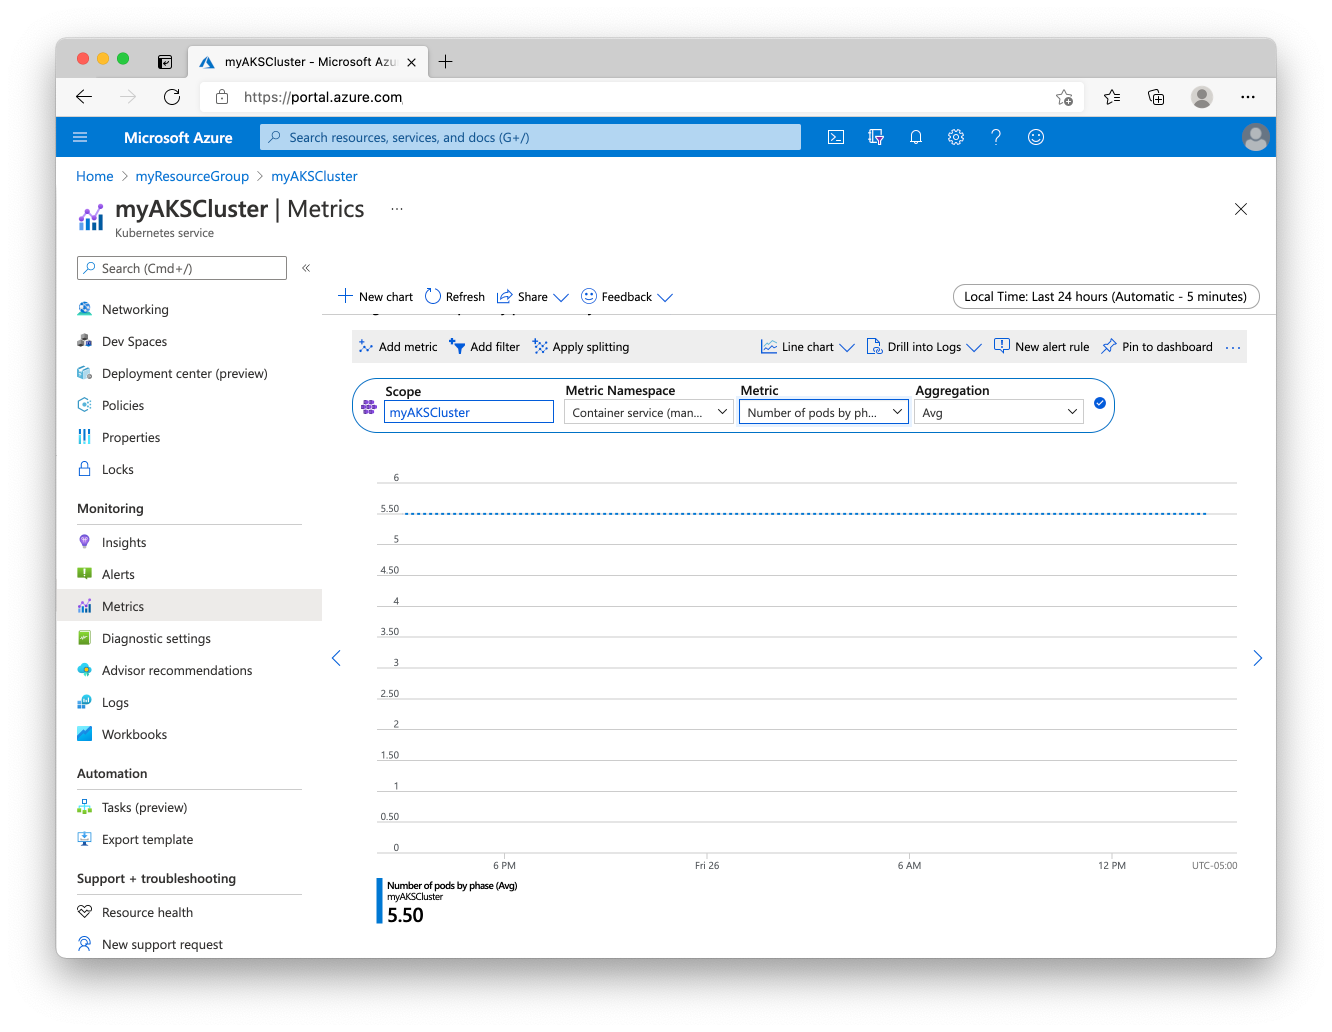 myAKSCluster - Microsoft Azu
https://portal.azure.com
Microsoft Azure
Search resources, services, and docs (G+/)
Home > myResourceGroup > myAKSCluster
myAKSCluster | Metrics ...
Kubernetes service
Search (Cmd+/) «
Networking
Dev Spaces
Deployment center (preview)
Policies
Properties
Locks
Monitoring
Insights
Alerts
Metrics
Diagnostic settings
Advisor recommendations
Logs
Workbooks
Automation
Tasks (preview)
Export template
Support + troubleshooting
Resource health
New support request
New chart Refresh Share Feedback
Local Time: Last 24 hours (Automatic - 5 minutes)
Add metric Add filter Apply splitting
Line chart Drill into Logs New alert rule Pin to dashboard ...
Scope Metric Namespace Metric Aggregation
myAKSCluster Container service (man... Number of pods by ph... Avg
6
5.50
5
4.50
4
3.50
3
2.50
2
1.50
1
0.50
0
6 PM Fri 26 6 AM 12 PM UTC-05:00
Number of pods by phase (Avg)
myAKSCluster
5.50